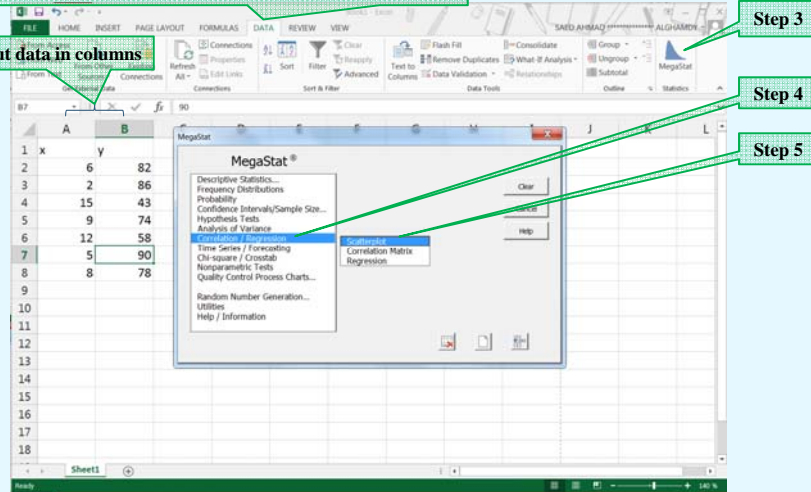 Step 3
Step 4
Step 5
ut data in columns
FILE HOME INSERT PAGE LAYOUT FORMULAS DATA REVIEW VIEW SAEED AHMAD ALGHAMDI
Connections
Properties
Edit Links
Refresh All
Connections
Sort
Filter
Clear
Reapply
Advanced
Sort & Filter
Text to Columns
Flash Fill
Remove Duplicates
Data Validation
Consolidate
What-If Analysis
Relationships
Data Tools
Group
Ungroup
Subtotal
Outline
MegaStat
Statistics
B7 fx 90
A B J K L
1 x y
2 6 82
3 2 86
4 15 43
5 9 74
6 12 58
7 5 90
8 8 78
9
10
11
12
13
14
15
16
17
18
MegaStat
MegaStat ®
Descriptive Statistics...
Frequency Distributions
Probability
Confidence Intervals/Sample Size...
Hypothesis Tests
Analysis of Variance
Correlation / Regression
Time Series / Forecasting
Chi-square / Crosstab
Nonparametric Tests
Quality Control Process Charts...
Random Number Generation...
Utilities
Help / Information
Scatterplot
Correlation Matrix
Regression
Clear
Cancel
Help
Sheet1
Ready
140 %